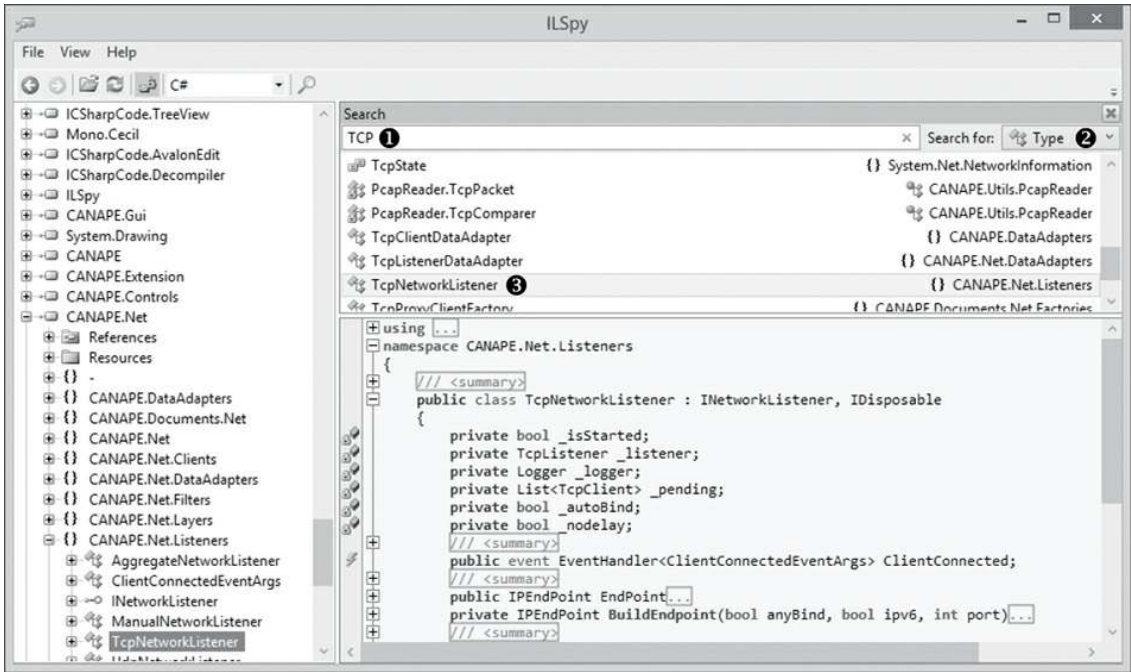 ILSpy
File View Help
C#
ICSharpCode.TreeView
Mono.Cecil
ICSharpCode.AvalonEdit
ICSharpCode.Decompiler
ILSpy
CANAPE.Gui
System.Drawing
CANAPE
CANAPE.Extension
CANAPE.Controls
CANAPE.Net
References
Resources
{} -
{} CANAPE.DataAdapters
{} CANAPE.Documents.Net
{} CANAPE.Net
{} CANAPE.Net.Clients
{} CANAPE.Net.DataAdapters
{} CANAPE.Net.Filters
{} CANAPE.Net.Layers
{} CANAPE.Net.Listeners
AggregateNetworkListener
ClientConnectedEventArgs
INetworkListener
ManualNetworkListener
TcpNetworkListener
UdpNetworkListener
Search
TCP ❶ × Search for: Type ❷
TcpState {} System.Net.NetworkInformation
PcapReader.TcpPacket CANAPE.Utils.PcapReader
PcapReader.TcpComparer CANAPE.Utils.PcapReader
TcpClientDataAdapter {} CANAPE.DataAdapters
TcpListenerDataAdapter {} CANAPE.Net.DataAdapters
TcpNetworkListener ❸ {} CANAPE.Net.Listeners
TcpProxyClientFactory {} CANAPE.Documents.Net.Factories
using ...
namespace CANAPE.Net.Listeners
{
/// <summary>
public class TcpNetworkListener : INetworkListener, IDisposable
{
private bool _isStarted;
private TcpListener _listener;
private Logger _logger;
private List<TcpClient> _pending;
private bool _autoBind;
private bool _nodelay;
/// <summary>
public event EventHandler<ClientConnectedEventArgs> ClientConnected;
/// <summary>
public IPEndPoint EndPoint...
private IPEndPoint BuildEndpoint(bool anyBind, bool ipv6, int port)...
/// <summary>